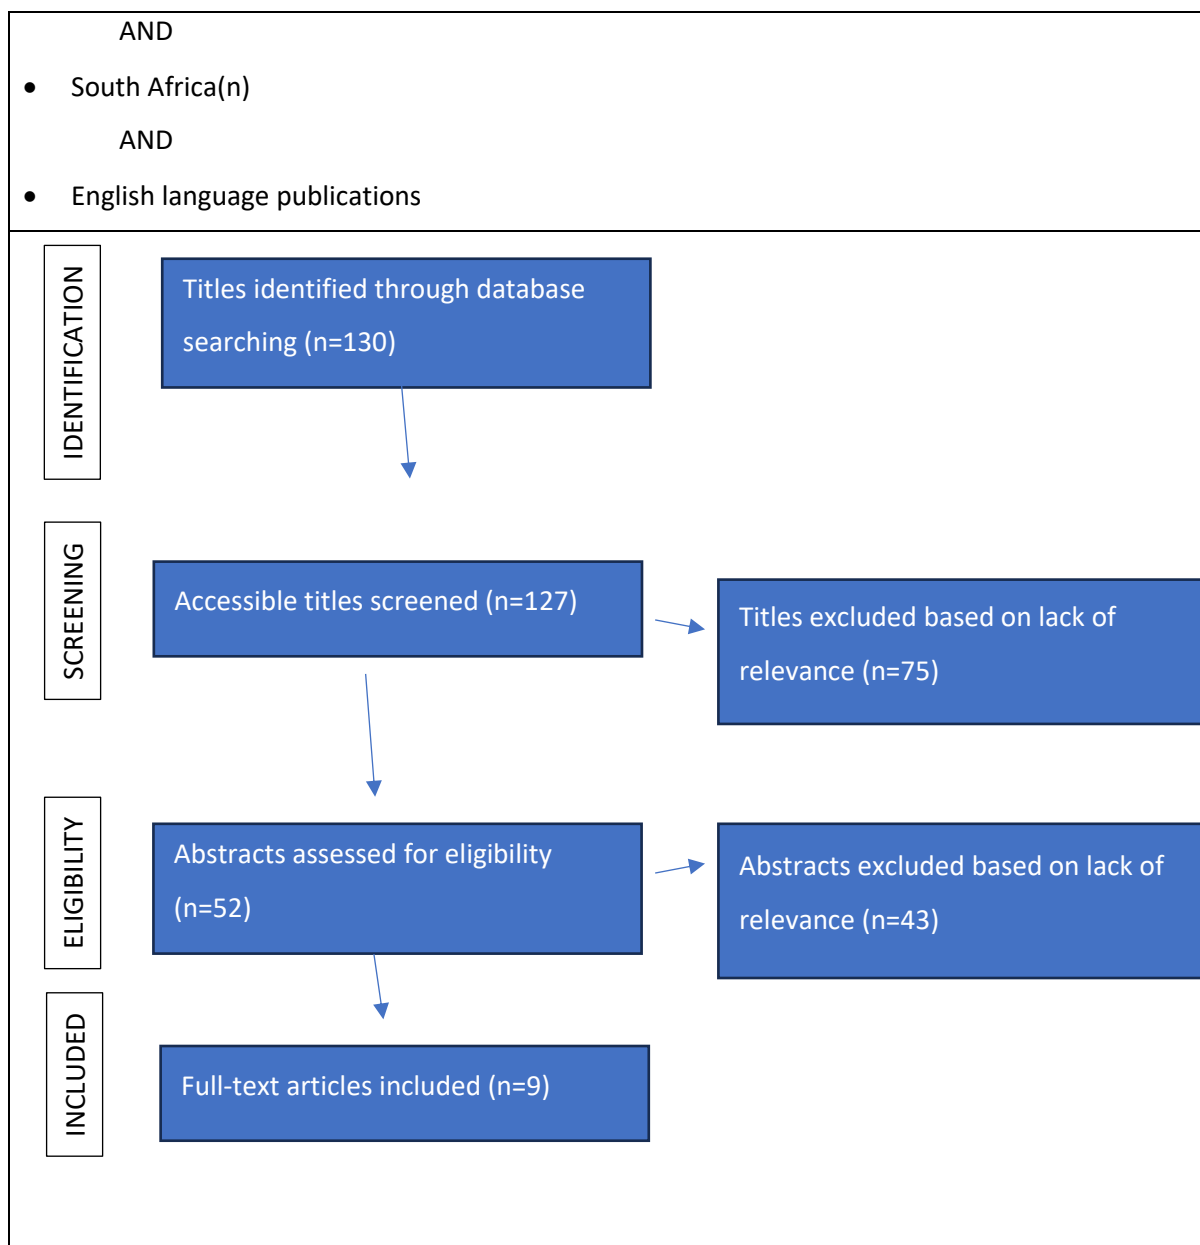 AND
• South Africa(n)
AND
• English language publications
IDENTIFICATION
Titles identified through database
searching (n=130)
SCREENING
Accessible titles screened (n=127)
Titles excluded based on lack of
relevance (n=75)
ELIGIBILITY
Abstracts assessed for eligibility
(n=52)
Abstracts excluded based on lack of
relevance (n=43)
INCLUDED
Full-text articles included (n=9)